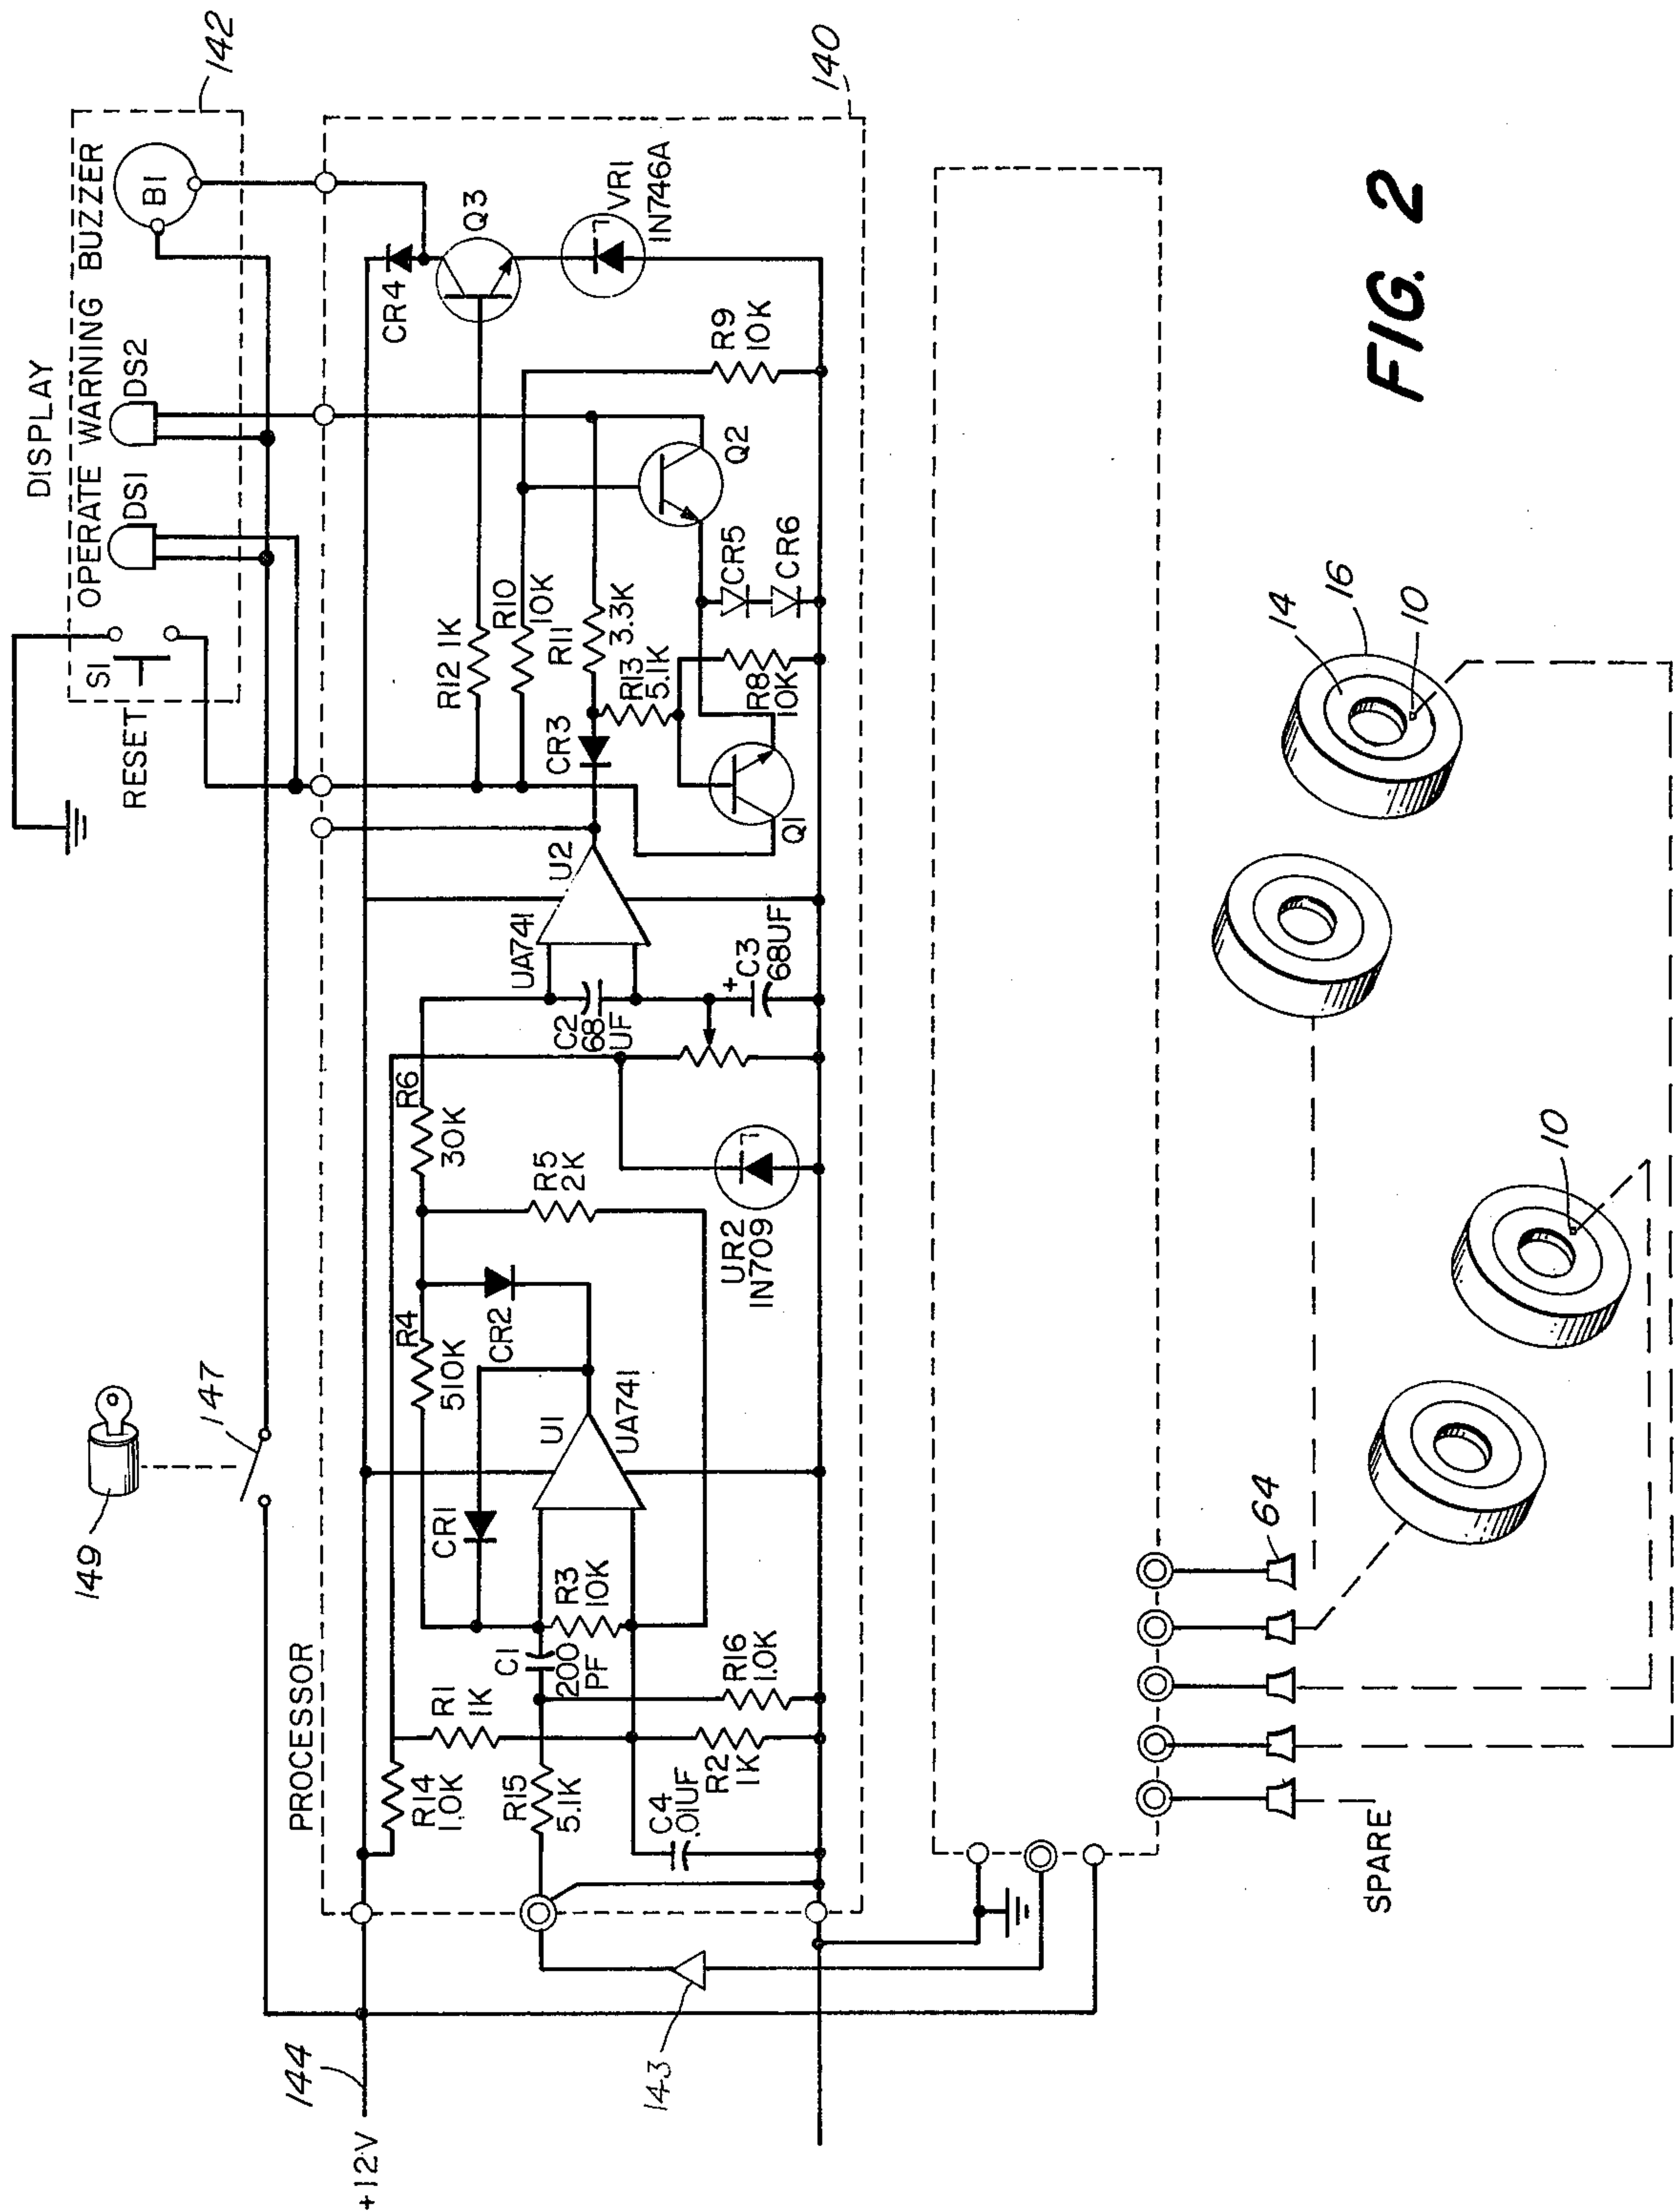 DISPLAY
142
OPERATE WARNING BUZZER
S1
DS1
DS2
B1
RESET
149
147
144
+12V
PROCESSOR
140
R14
1.0K
R1
1K
R15
5.1K
C4
.01UF
R2
1K
R16
1.0K
C1
200
PF
R3
10K
CR1
R4
510K
U1
UA741
CR2
R5
2K
R6
30K
UR2
IN709
C2
68
UF
+
C3
68UF
UA741
U2
CR3
R12 1K
R10
10K
R11
3.3K
R13
5.1K
R8
10K
Q1
CR5
CR6
Q2
R9
10K
CR4
Q3
VR1
IN746A
143
SPARE
64
10
14
16
10
FIG. 2